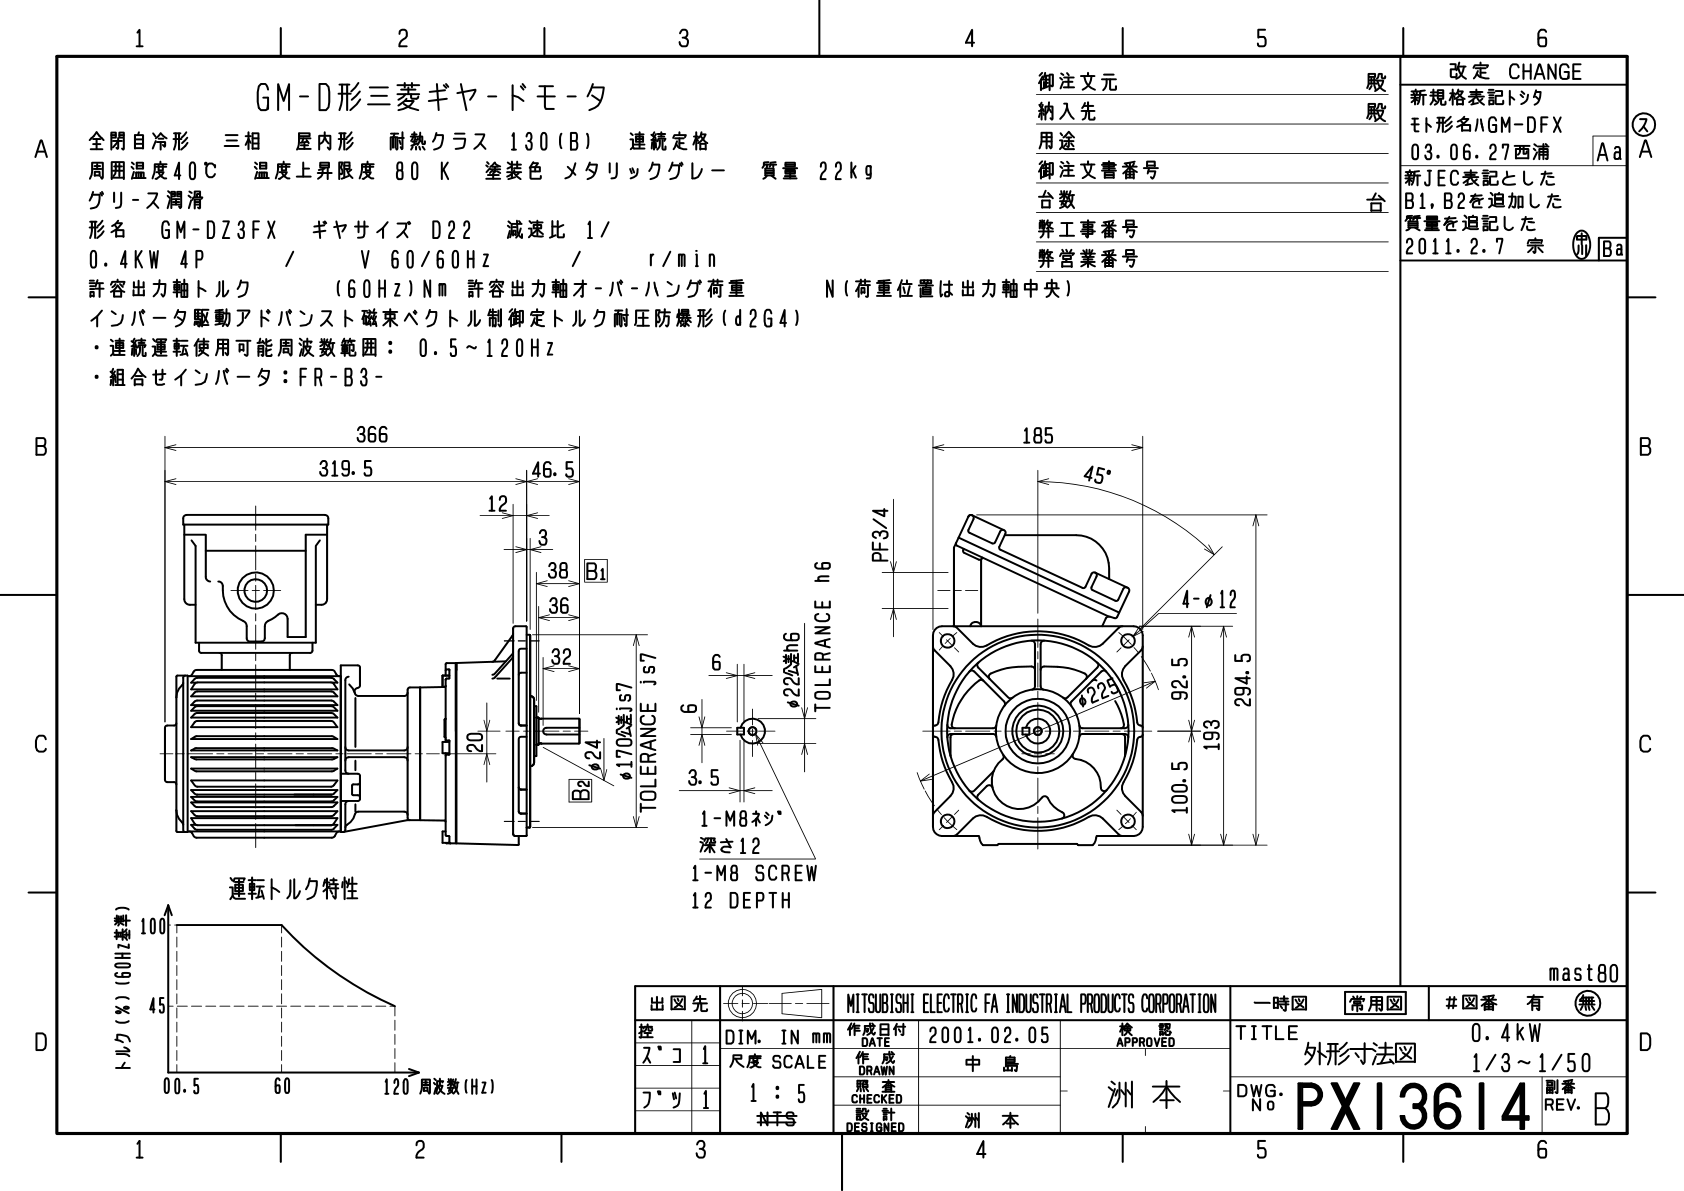 1 2 3 4 5 6
GM-D形三菱ギヤードモータ
全閉自冷形 三相 屋内形 耐熱クラス 130(B) 連続定格
周囲温度40℃ 温度上昇限度 80 K 塗装色 メタリックグレー 質量 22kg
グリース潤滑
形名 GM-DZ3FX ギヤサイズ D22 減速比 1/
0.4KW 4P / V 60/60Hz / r/min
許容出力軸トルク (60Hz)Nm 許容出力軸オーバーハング荷重 N(荷重位置は出力軸中央)
インバータ駆動アドバンスト磁束ベクトル制御定トルク耐圧防爆形(d2G4)
・連続運転使用可能周波数範囲： 0.5~120Hz
・組合せインバータ：FR-B3-
御注文元 殿
納入先 殿
用途
御注文書番号
台数 台
弊工事番号
弊営業番号
改定 CHANGE
新規格表記トシタ
モト形名ハGM-DFX
03.06.27西浦 Aa
ス
新JEC表記とした
B1,B2を追加した
質量を追記した
2011.2.7 宗 Ba
A A
B B
C C
D D
366
319.5 46.5
12
3
38 B1
36
32
20
φ24
B2
φ170公差js7
TOLERANCE js7
6
6
3.5
φ22公差h6
TOLERANCE h6
1-M8ネジ
深さ12
1-M8 SCREW
12 DEPTH
185
45°
PF3/4
4-φ12
φ225
92.5
100.5
193
294.5
運転トルク特性
トルク(%)(60Hz基準)
100
45
0 0.5 60 120 周波数(Hz)
mast80
出図先
控
ズコ 1
ブツ 1
DIM. IN mm
尺度 SCALE
1 : 5
NTS
MITSUBISHI ELECTRIC FA INDUSTRIAL PRODUCTS CORPORATION
一時図 常用図 #図番 有 無
作成日付 DATE 2001.02.05
検認 APPROVED
作成 DRAWN 中島
照査 CHECKED
設計 DESIGNED 洲本
洲本
TITLE 0.4kW
外形寸法図 1/3~1/50
DWG. No PX13614 副番 REV. B
1 2 3 4 5 6